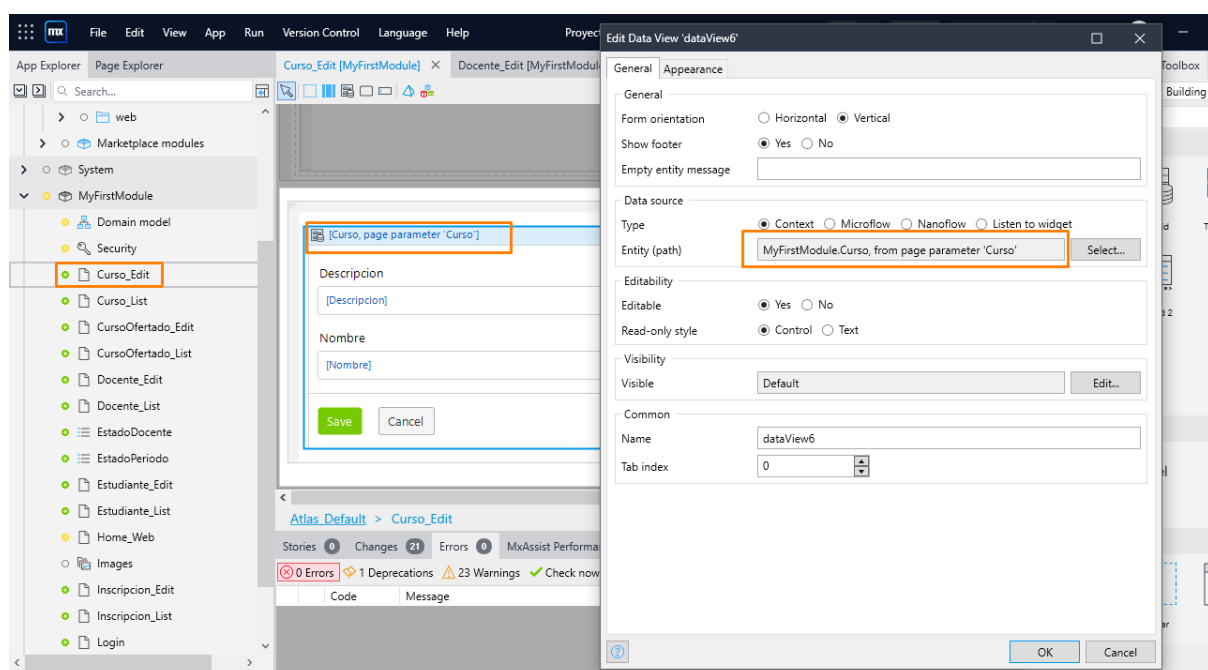 mx File Edit View App Run Version Control Language Help
Edit Data View 'dataView6'
App Explorer Page Explorer
Search...
web
Marketplace modules
System
MyFirstModule
Domain model
Security
Curso_Edit
Curso_List
CursoOfertado_Edit
CursoOfertado_List
Docente_Edit
Docente_List
EstadoDocente
EstadoPeriodo
Estudiante_Edit
Estudiante_List
Home_Web
Images
Inscripcion_Edit
Inscripcion_List
Login
Curso_Edit [MyFirstModule] Docente_Edit
[Curso, page parameter 'Curso']
Descripcion
[Descripcion]
Nombre
[Nombre]
Save Cancel
Atlas_Default > Curso_Edit
Stories 0 Changes 21 Errors 0 MxAssist
0 Errors 1 Deprecations 23 Warnings Check now
Code Message
General Appearance
General
Form orientation Horizontal Vertical
Show footer Yes No
Empty entity message
Data source
Type Context Microflow Nanoflow Listen to widget
Entity (path) MyFirstModule.Curso, from page parameter 'Curso' Select...
Editability
Editable Yes No
Read-only style Control Text
Visibility
Visible Default Edit...
Common
Name dataView6
Tab index 0
OK Cancel
Toolbox
Building